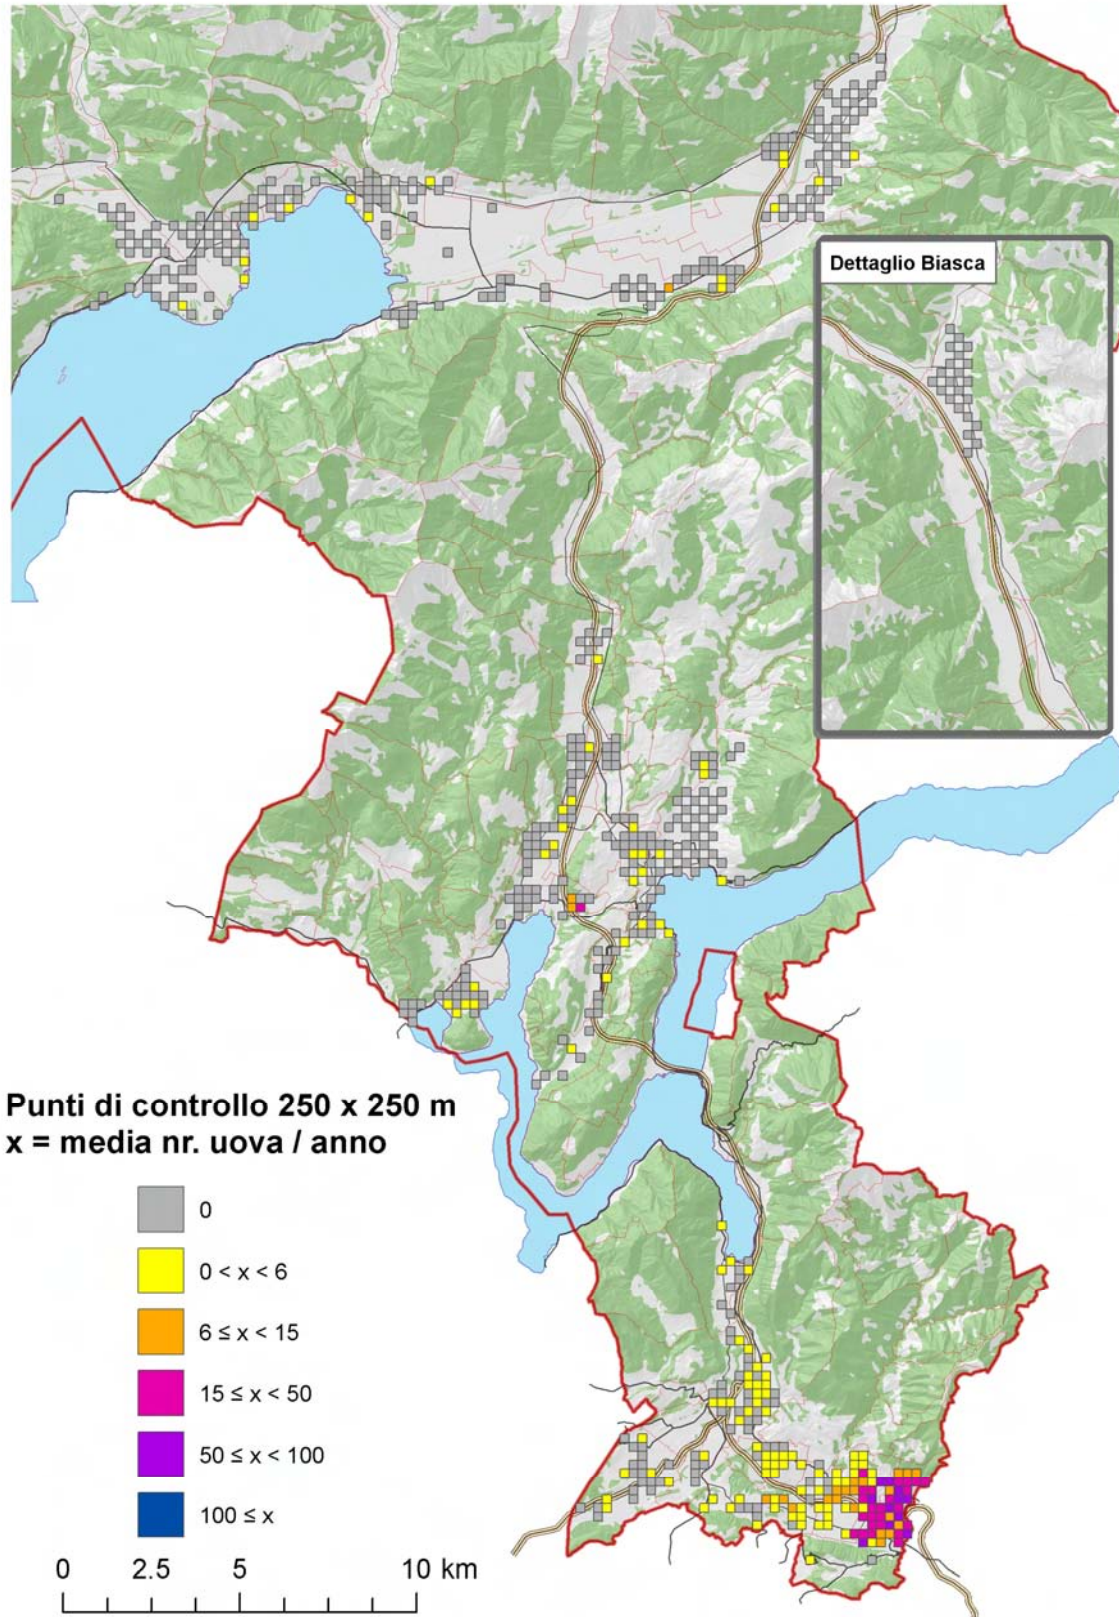 Dettaglio Biasca
Punti di controllo 250 x 250 m
x = media nr. uova / anno
0
0 < x < 6
6 ≤ x < 15
15 ≤ x < 50
50 ≤ x < 100
100 ≤ x
0 2.5 5 10 km